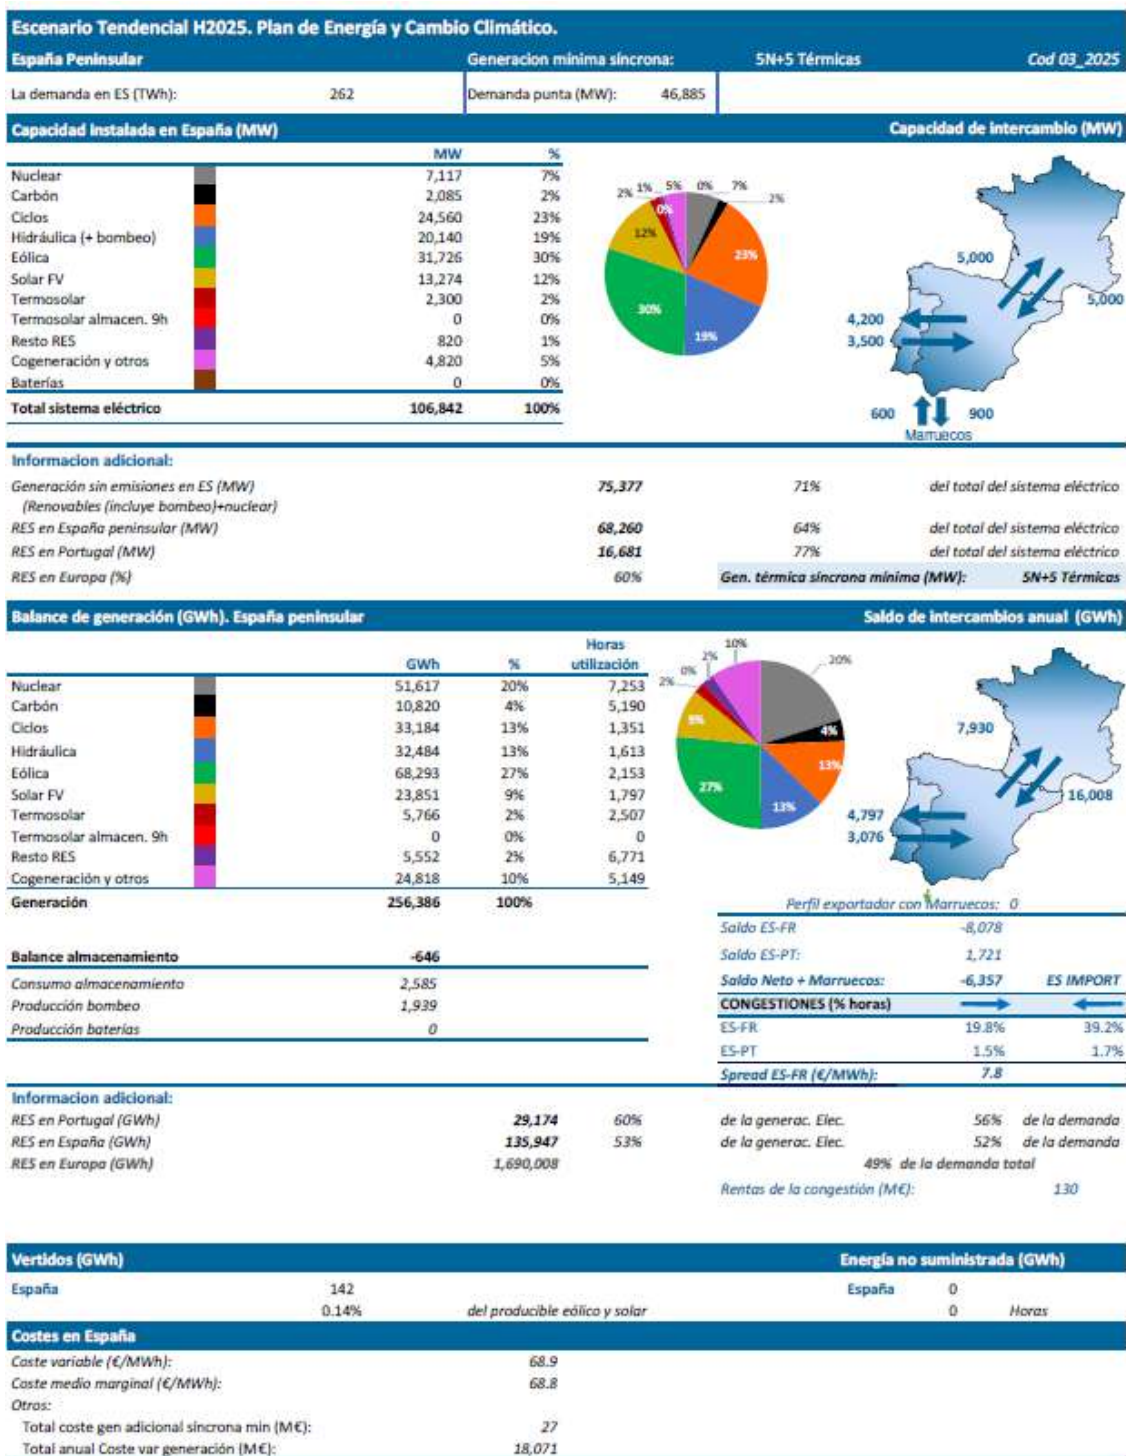 Escenario Tendencial H2025. Plan de Energía y Cambio Climático.
España Peninsular Generacion mínima síncrona: 5N+5 Térmicas Cod 03_2025
La demanda en ES (TWh): 262 Demanda punta (MW): 46,885
Capacidad instalada en España (MW) Capacidad de intercambio (MW)
MW %
Nuclear 7,117 7%
Carbón 2,085 2%
Ciclos 24,560 23%
Hidráulica (+ bombeo) 20,140 19%
Eólica 31,726 30%
Solar FV 13,274 12%
Termosolar 2,300 2%
Termosolar almacen. 9h 0 0%
Resto RES 820 1%
Cogeneración y otros 4,820 5%
Baterías 0 0%
Total sistema eléctrico 106,842 100%
2% 1% 5% 0% 7% 2%
0%
12%
23%
30%
19%
5,000
5,000
4,200
3,500
600 900
Marruecos
Informacion adicional:
Generación sin emisiones en ES (MW) 75,377 71% del total del sistema eléctrico
(Renovables (incluye bombeo)+nuclear)
RES en España peninsular (MW) 68,260 64% del total del sistema eléctrico
RES en Portugal (MW) 16,681 77% del total del sistema eléctrico
RES en Europa (%) 60% Gen. térmica síncrona mínima (MW): 5N+5 Térmicas
Balance de generación (GWh). España peninsular Saldo de intercambios anual (GWh)
Horas
GWh % utilización
Nuclear 51,617 20% 7,253
Carbón 10,820 4% 5,190
Ciclos 33,184 13% 1,351
Hidráulica 32,484 13% 1,613
Eólica 68,293 27% 2,153
Solar FV 23,851 9% 1,797
Termosolar 5,766 2% 2,507
Termosolar almacen. 9h 0 0% 0
Resto RES 5,552 2% 6,771
Cogeneración y otros 24,818 10% 5,149
Generación 256,386 100%
2% 0% 2% 10% 20%
9%
4%
13%
27%
13%
7,930
16,008
4,797
3,076
Perfil exportador con Marruecos: 0
Saldo ES-FR -8,078
Balance almacenamiento -646 Saldo ES-PT: 1,721
Consumo almacenamiento 2,585 Saldo Neto + Marruecos: -6,357 ES IMPORT
Producción bombeo 1,939 CONGESTIONES (% horas)
Producción baterías 0 ES-FR 19.8% 39.2%
ES-PT 1.5% 1.7%
Spread ES-FR (€/MWh): 7.8
Informacion adicional:
RES en Portugal (GWh) 29,174 60% de la generac. Elec. 56% de la demanda
RES en España (GWh) 135,947 53% de la generac. Elec. 52% de la demanda
RES en Europa (GWh) 1,690,008 49% de la demanda total
Rentas de la congestión (M€): 130
Vertidos (GWh) Energía no suministrada (GWh)
España 142 España 0
0.14% del producible eólico y solar 0 Horas
Costes en España
Coste variable (€/MWh): 68.9
Coste medio marginal (€/MWh): 68.8
Otros:
Total coste gen adicional síncrona min (M€): 27
Total anual Coste var generación (M€): 18,071